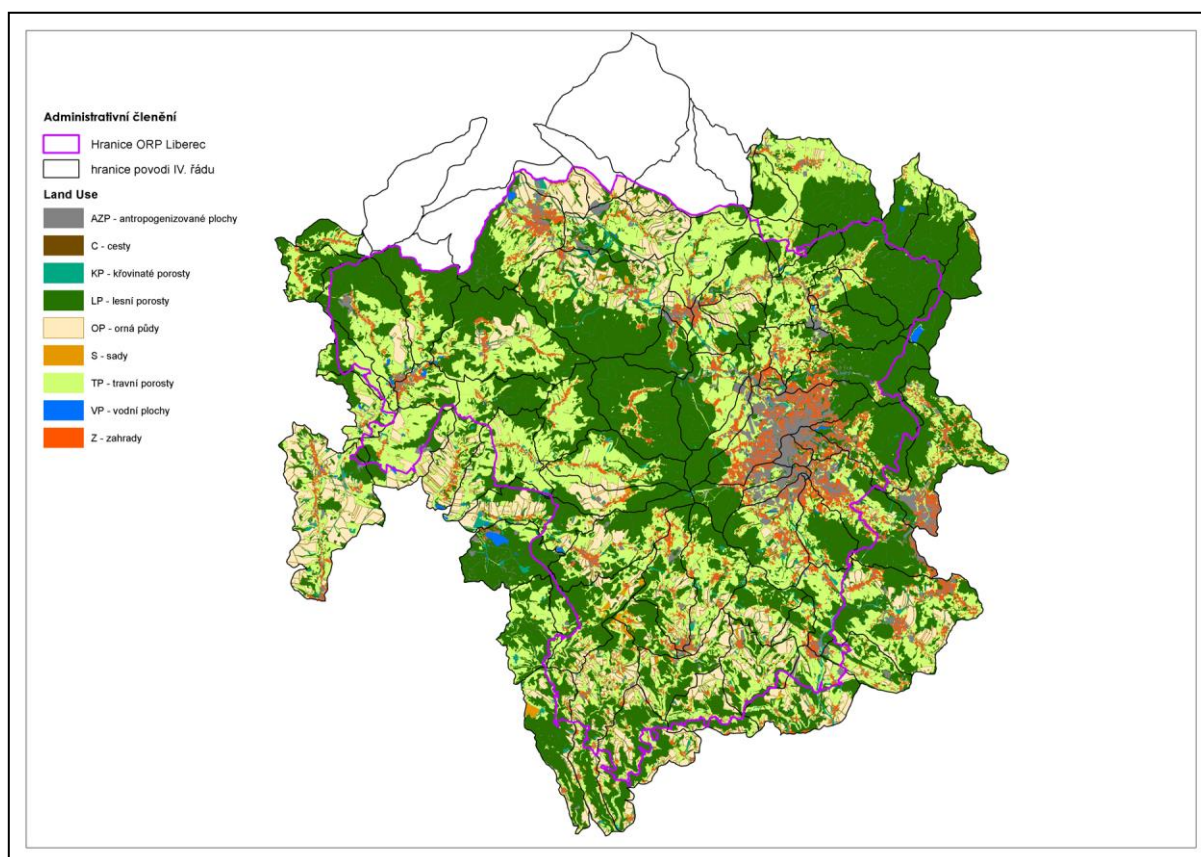 Administrativní členění
Hranice ORP Liberec
hranice povodi IV. řádu
Land Use
AZP - antropogenizované plochy
C - cesty
KP - křovinaté porosty
LP - lesní porosty
OP - orná půdy
S - sady
TP - travní porosty
VP - vodní plochy
Z - zahrady